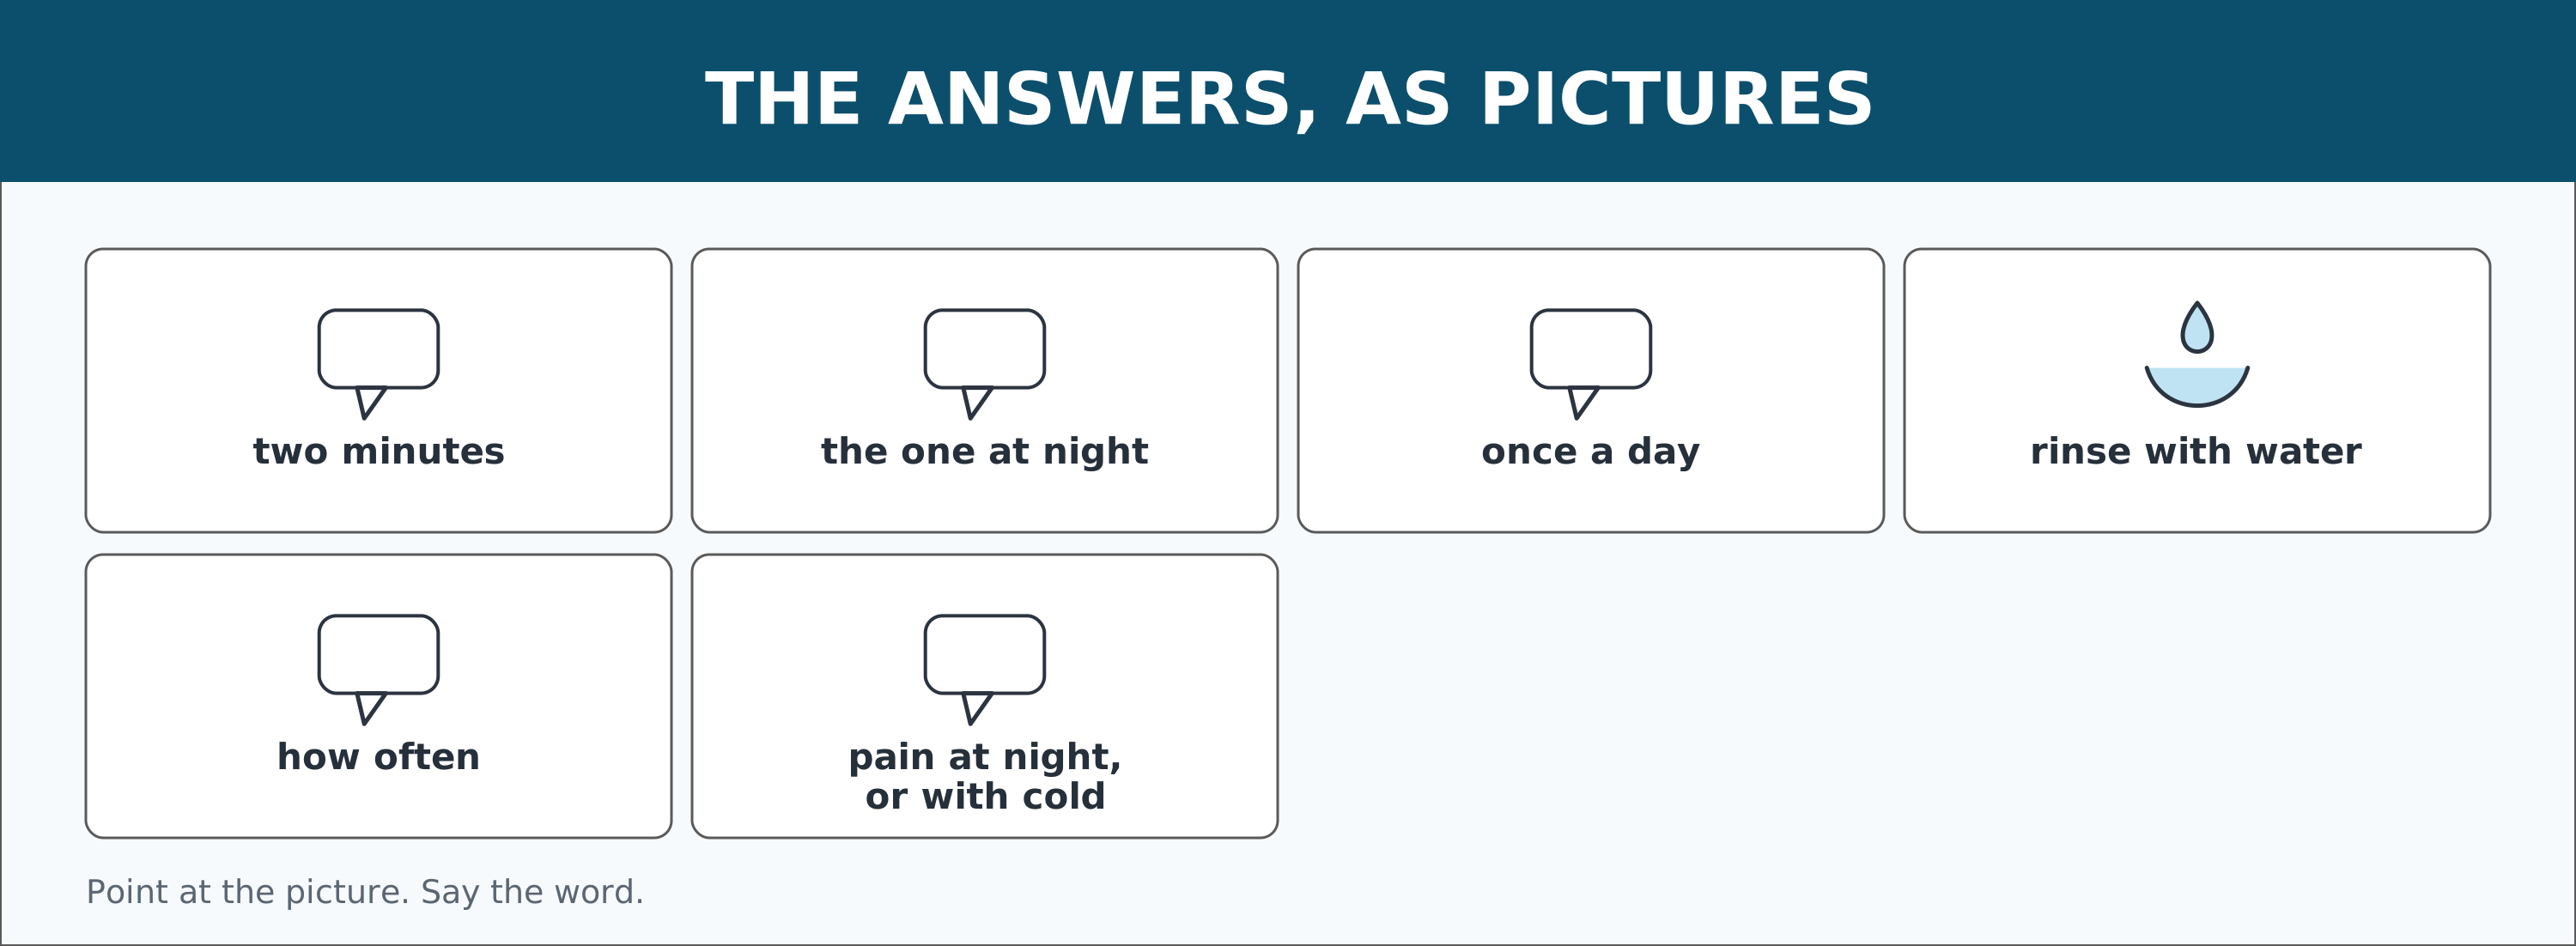 THE ANSWERS, AS PICTURES
two minutes
the one at night
once a day
rinse with water
how often
pain at night,
or with cold
Point at the picture. Say the word.